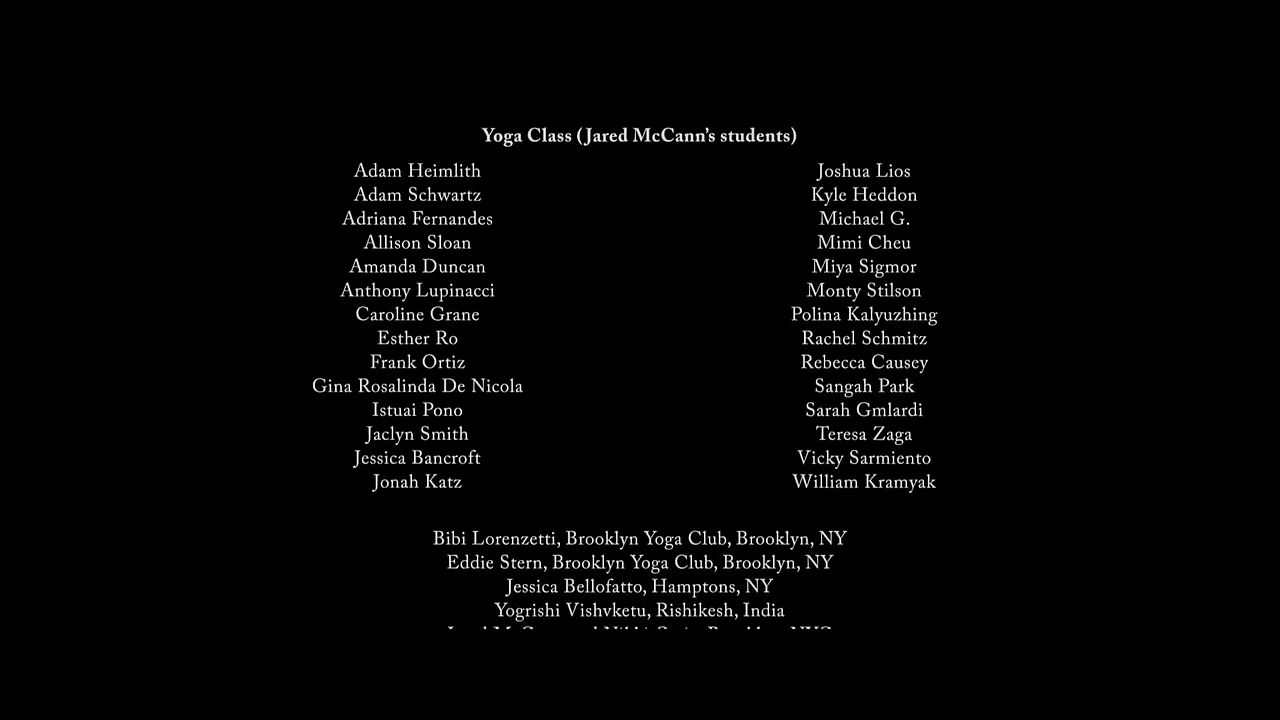 Yoga Class (Jared McCann's students)
Adam Heimlith
Adam Schwartz
Adriana Fernandes
Allison Sloan
Amanda Duncan
Anthony Lupinacci
Caroline Grane
Esther Ro
Frank Ortiz
Gina Rosalinda De Nicola
Istuai Pono
Jaclyn Smith
Jessica Bancroft
Jonah Katz
Joshua Lios
Kyle Heddon
Michael G.
Mimi Cheu
Miya Sigmor
Monty Stilson
Polina Kalyuzhing
Rachel Schmitz
Rebecca Causey
Sangah Park
Sarah Gmlardi
Teresa Zaga
Vicky Sarmiento
William Kramyak
Bibi Lorenzetti, Brooklyn Yoga Club, Brooklyn, NY
Eddie Stern, Brooklyn Yoga Club, Brooklyn, NY
Jessica Bellofatto, Hamptons, NY
Yogrishi Vishvketu, Rishikesh, India